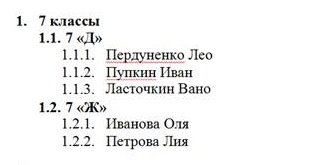 1. 7 классы
1.1. 7 «Д»
1.1.1. Пердуненко Лео
1.1.2. Пупкин Иван
1.1.3. Ласточкин Вано
1.2. 7 «Ж»
1.2.1. Иванова Оля
1.2.2. Петрова Лия